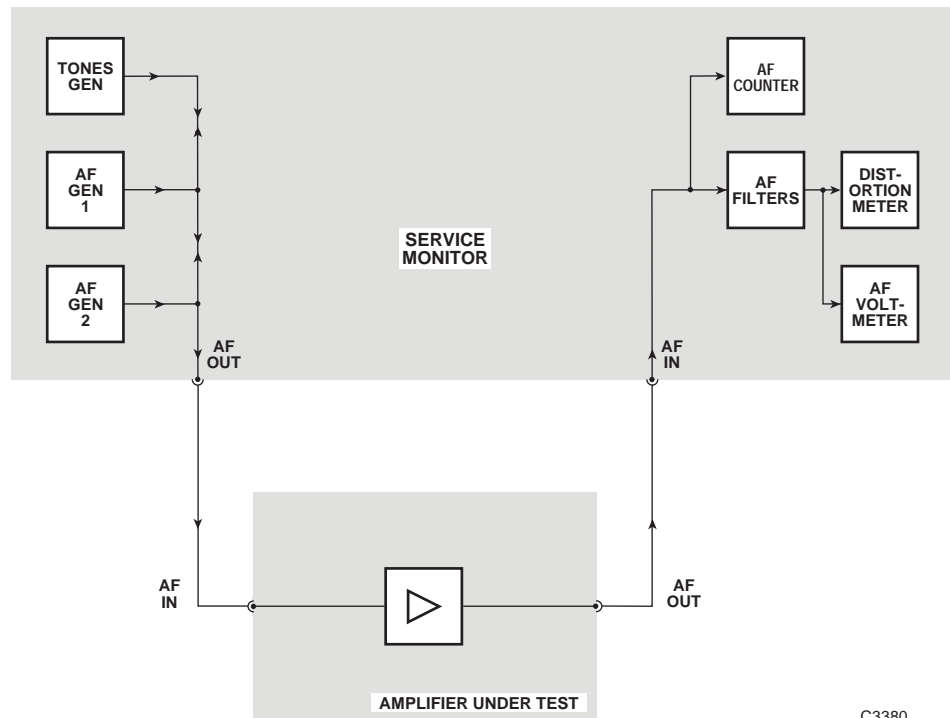 TONES
GEN
AF
GEN
1
AF
GEN
2
AF
OUT
SERVICE
MONITOR
AF
COUNTER
AF
FILTERS
DIST-
ORTION
METER
AF
VOLT-
METER
AF
IN
AF
IN
AF
OUT
AMPLIFIER UNDER TEST
C3380